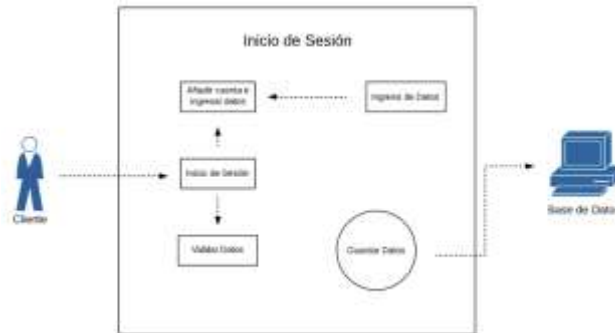 Inicio de Sesión
Añadir cuenta e
ingresar datos
Ingreso de Datos
Inicio de Sesión
Cliente
Base de Data
Validar Datos
Guardar Datos